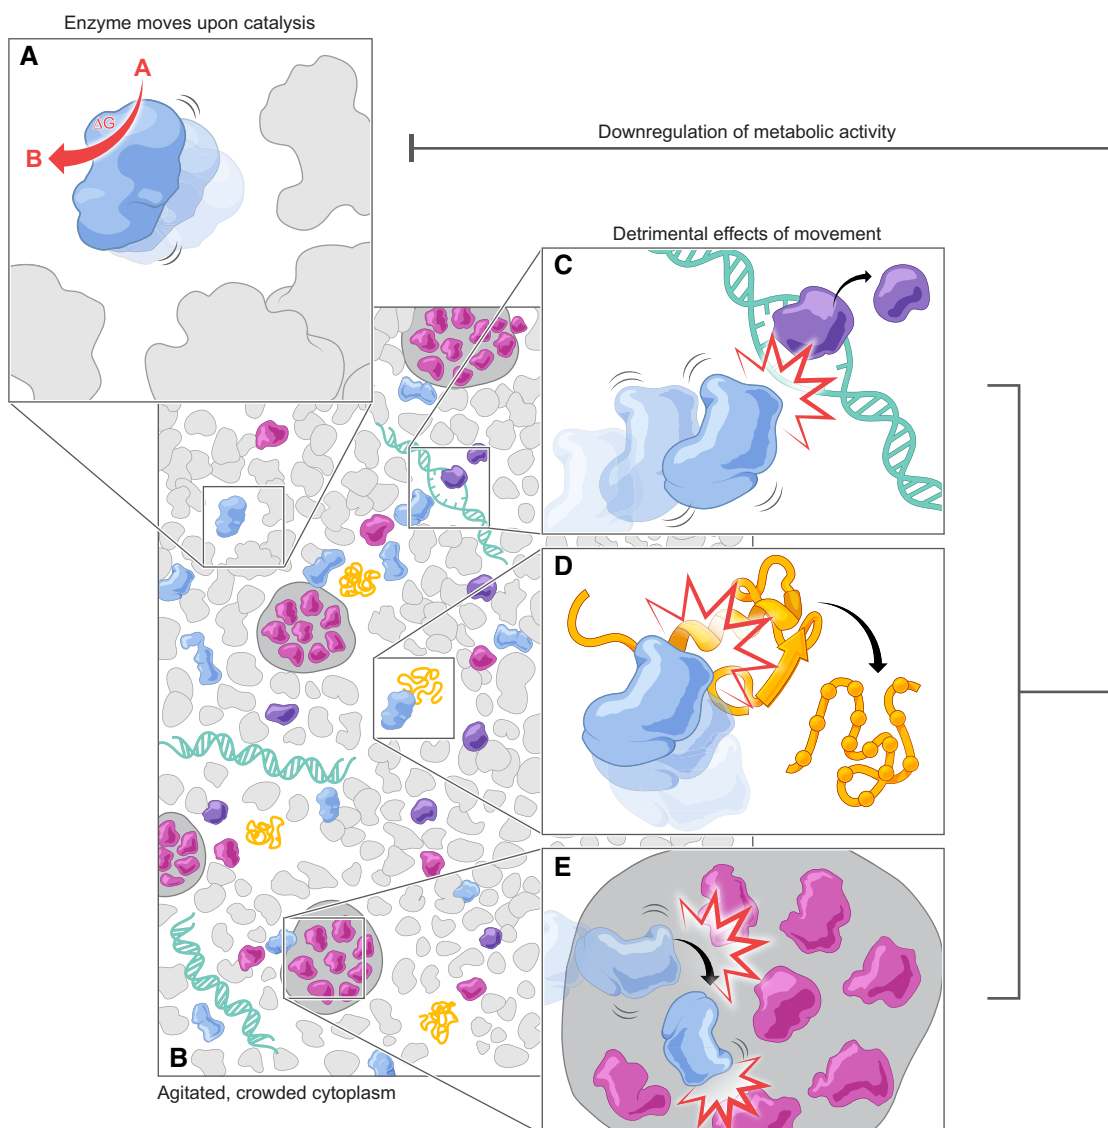 Enzyme moves upon catalysis
A
A
ΔG
B
Downregulation of metabolic activity
Detrimental effects of movement
C
D
E
B
Agitated, crowded cytoplasm